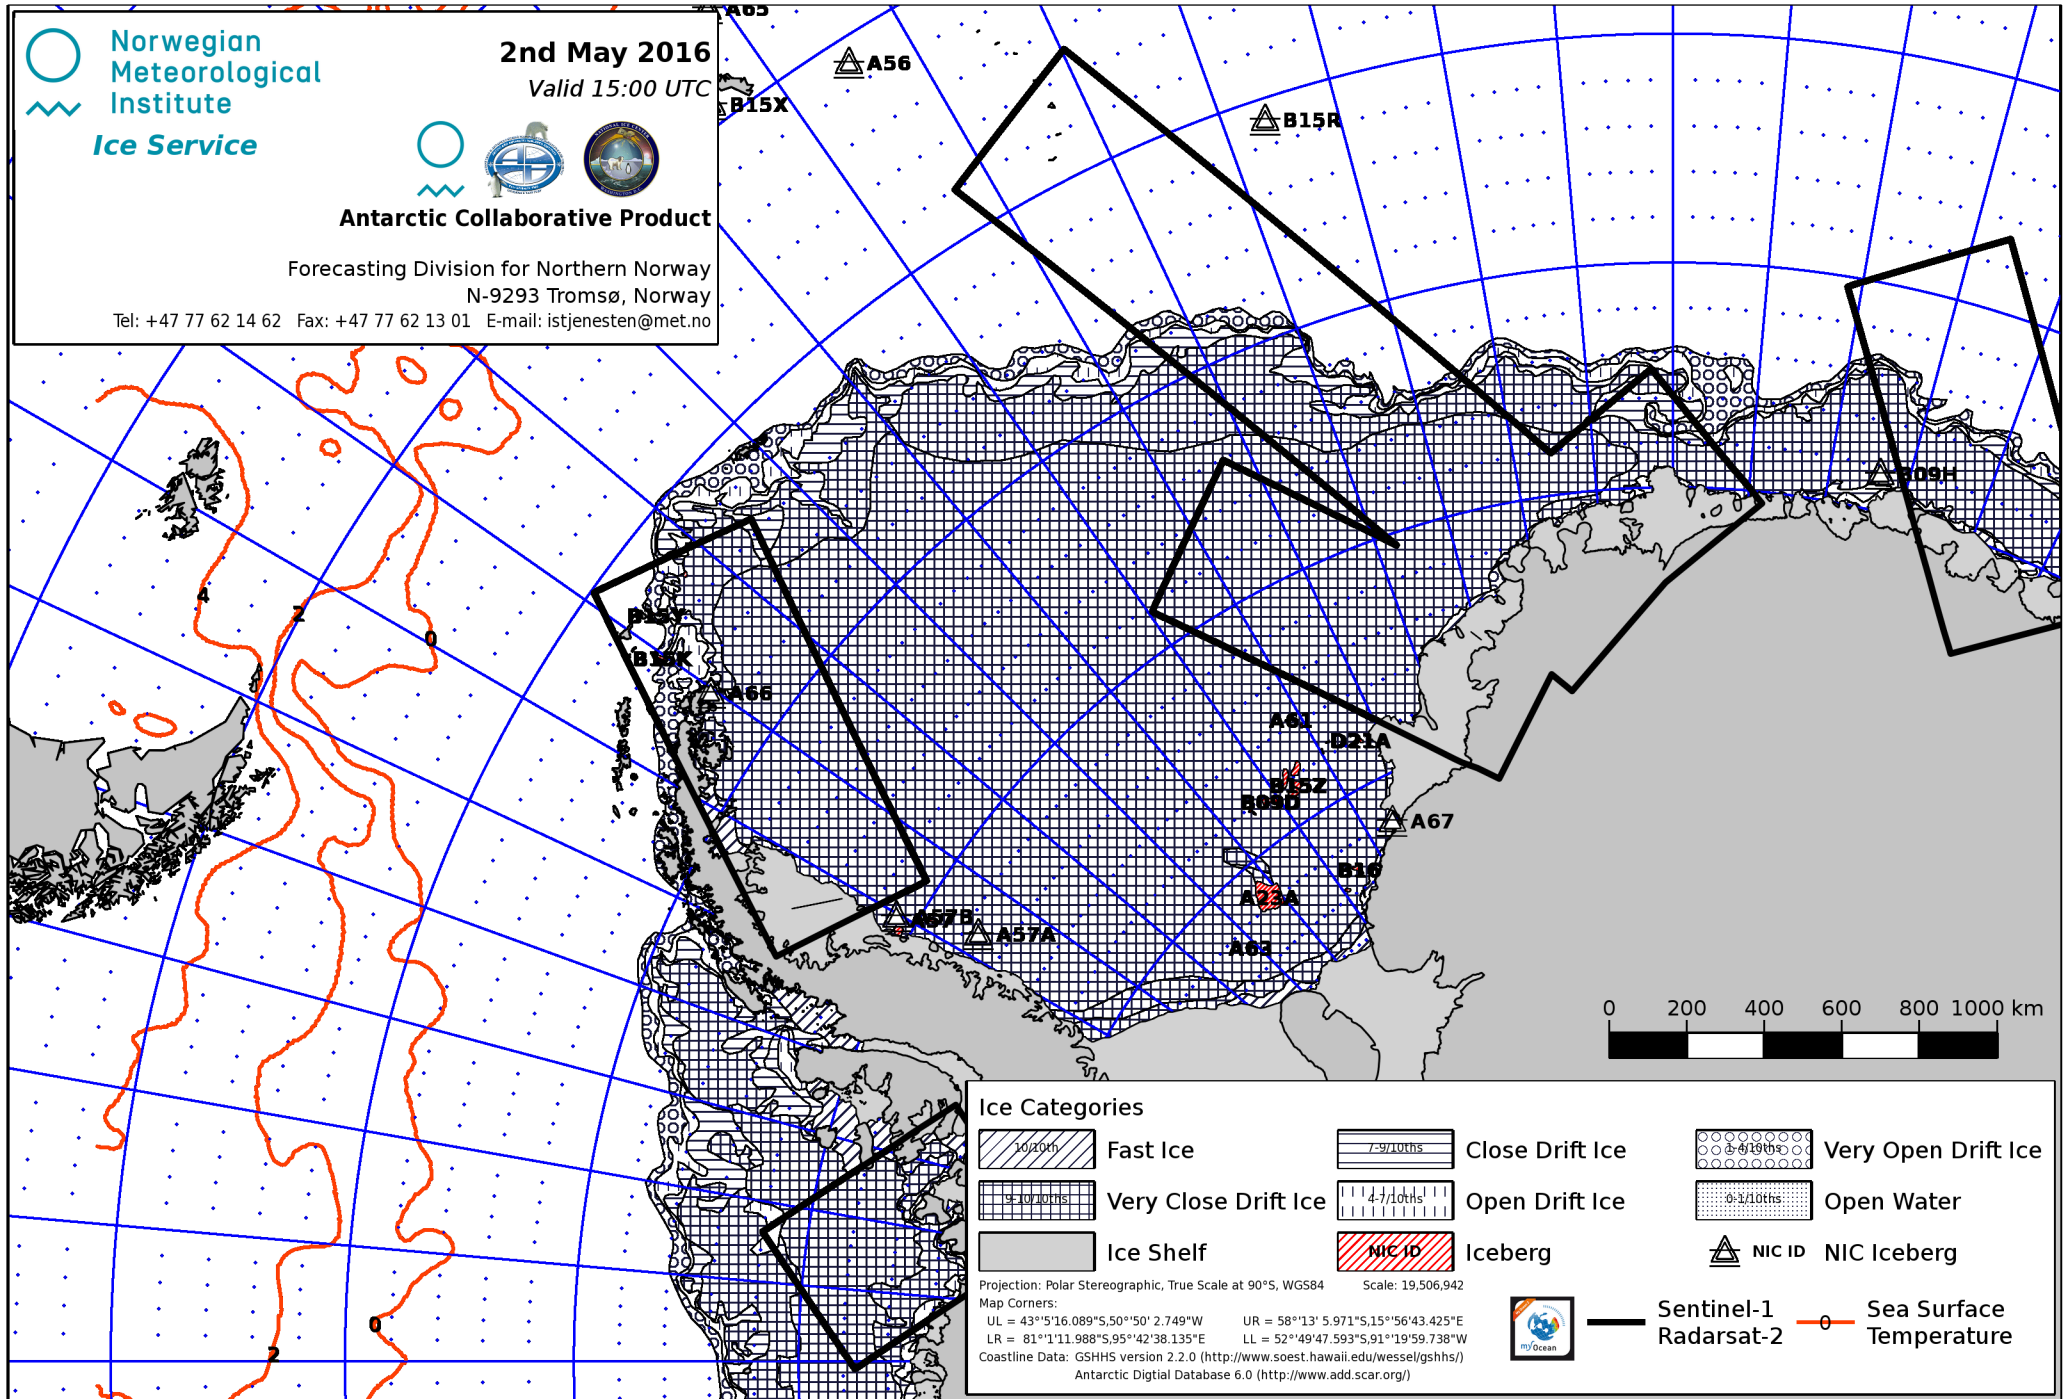 Norwegian
Meteorological
Institute
Ice Service
2nd May 2016
Valid 15:00 UTC
Antarctic Collaborative Product
Forecasting Division for Northern Norway
N-9293 Tromsø, Norway
Tel: +47 77 62 14 62 Fax: +47 77 62 13 01 E-mail: istjenesten@met.no
A65
A56
B15X
B15R
B09H
4
2
0
B15Y
B15K
A66
A61
D21A
B15Z
B09D
A67
B16
A23A
A57B
A57A
A63
0
2
0 200 400 600 800 1000 km
Ice Categories
10/10th Fast Ice
7-9/10ths Close Drift Ice
1-4/10ths Very Open Drift Ice
9-10/10ths Very Close Drift Ice
4-7/10ths Open Drift Ice
0-1/10ths Open Water
Ice Shelf
NIC ID Iceberg
NIC ID NIC Iceberg
Projection: Polar Stereographic, True Scale at 90°S, WGS84 Scale: 19,506,942
Map Corners:
UL = 43°'5'16.089"S,50°'50' 2.749"W UR = 58°'13' 5.971"S,15°'56'43.425"E
LR = 81°'1'11.988"S,95°'42'38.135"E LL = 52°'49'47.593"S,91°'19'59.738"W
Coastline Data: GSHHS version 2.2.0 (http://www.soest.hawaii.edu/wessel/gshhs/)
Antarctic Digtial Database 6.0 (http://www.add.scar.org/)
my Ocean
Sentinel-1
Radarsat-2
0
Sea Surface
Temperature